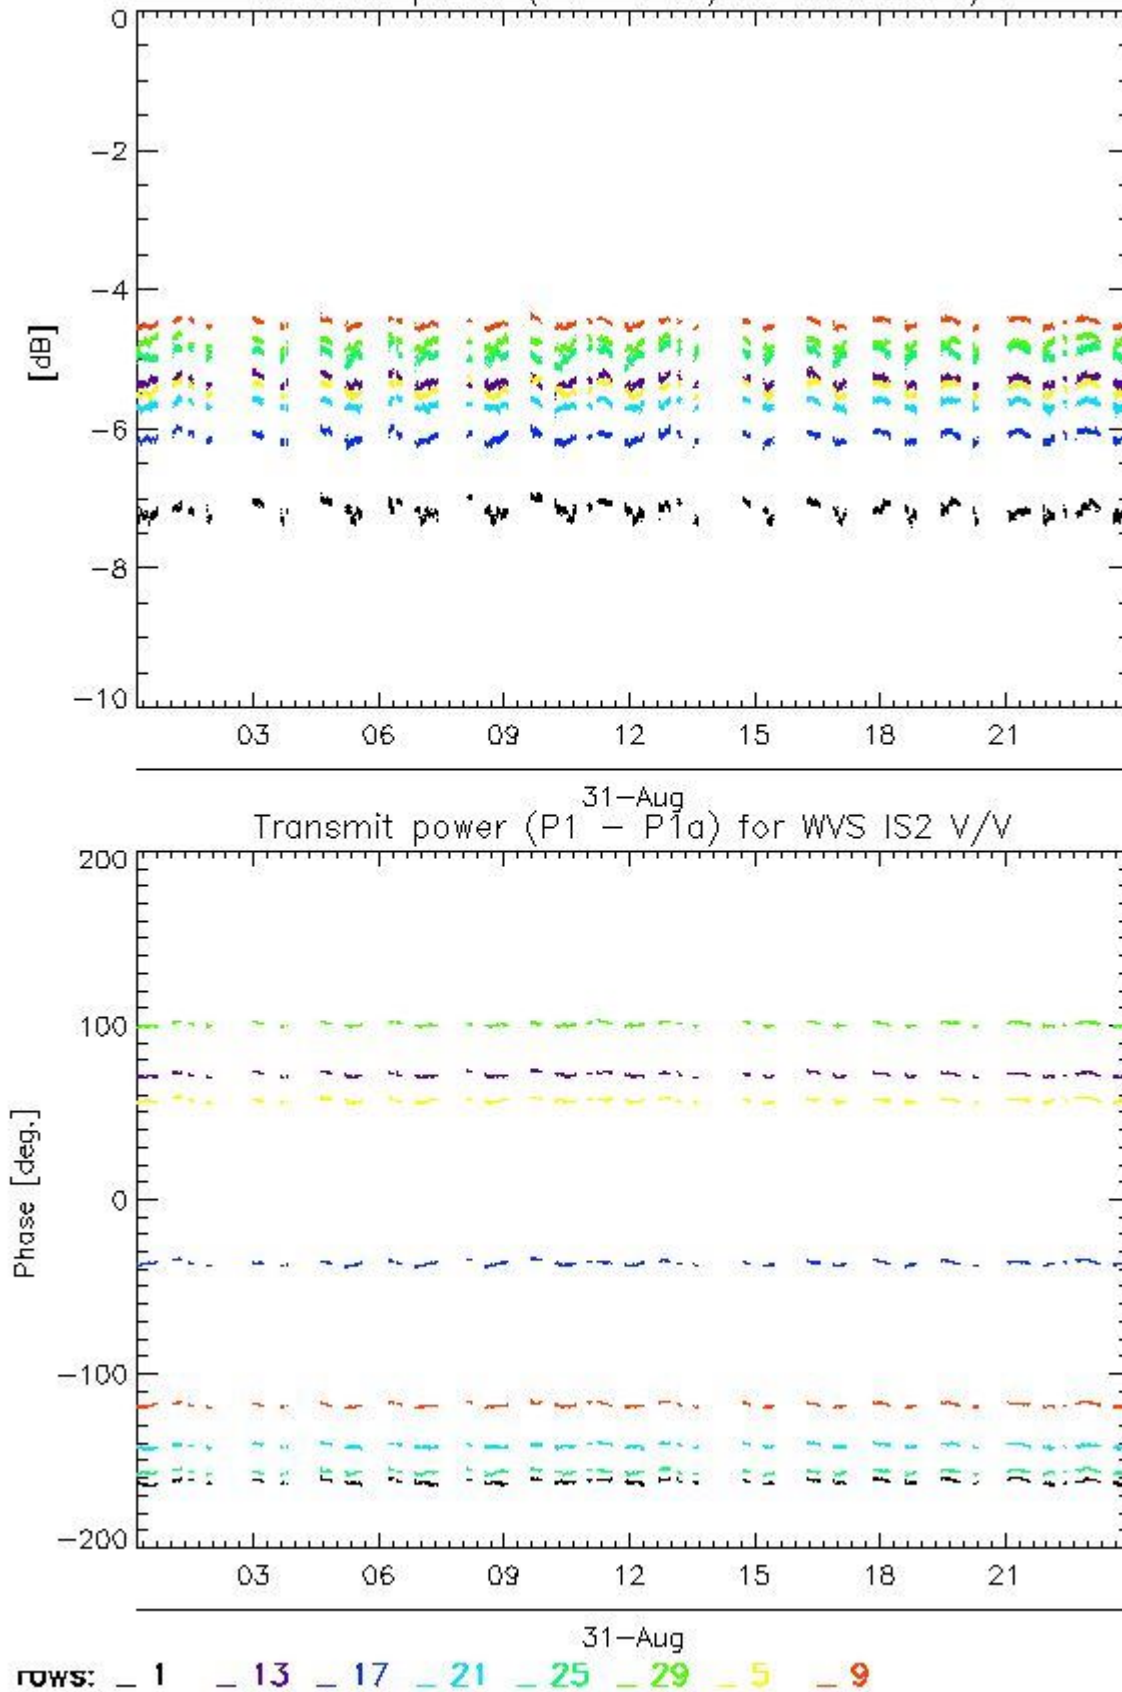 0
-2
-4
[dB]
-6
-8
-10
03 06 09 12 15 18 21
31-Aug
Transmit power (P1 - P1a) for WVS IS2 V/V
200
100
0
Phase [deg.]
-100
-200
03 06 09 12 15 18 21
31-Aug
rows: _ 1 _ 13 _ 17 _ 21 _ 25 _ 29 _ 5 _ 9